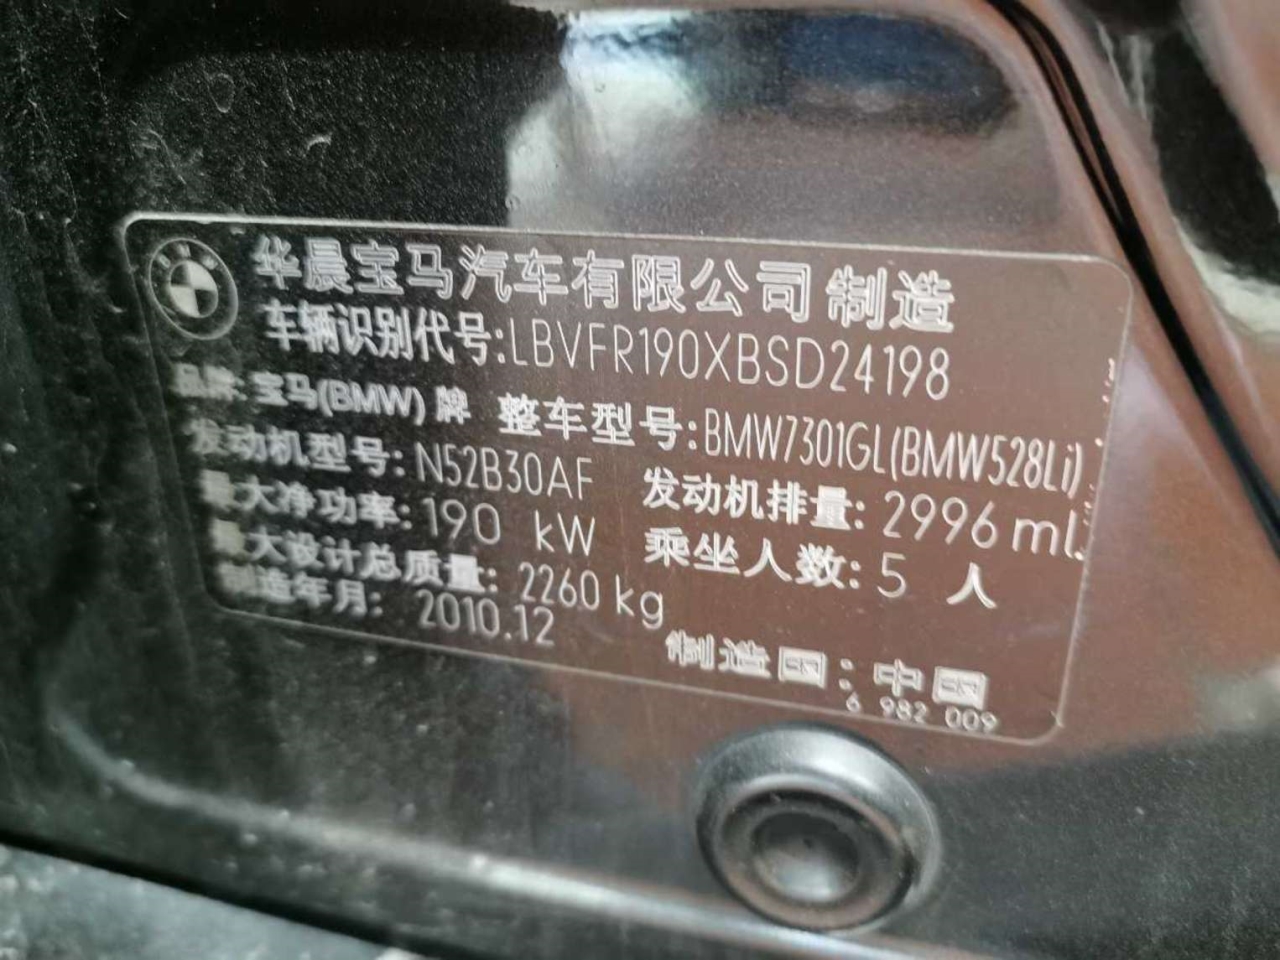 华晨宝马汽车有限公司 制造
车辆识别代号:LBVFR190XBSD24198
品牌: 宝马(BMW) 牌 整车型号: BMW7301GL(BMW528Li)
发动机型号: N52B30AF 发动机排量: 2996 ml
最大净功率: 190 kW 乘坐人数: 5 人
最大设计总质量: 2260 kg
制造年月: 2010.12 制造国: 中国
6 982 009